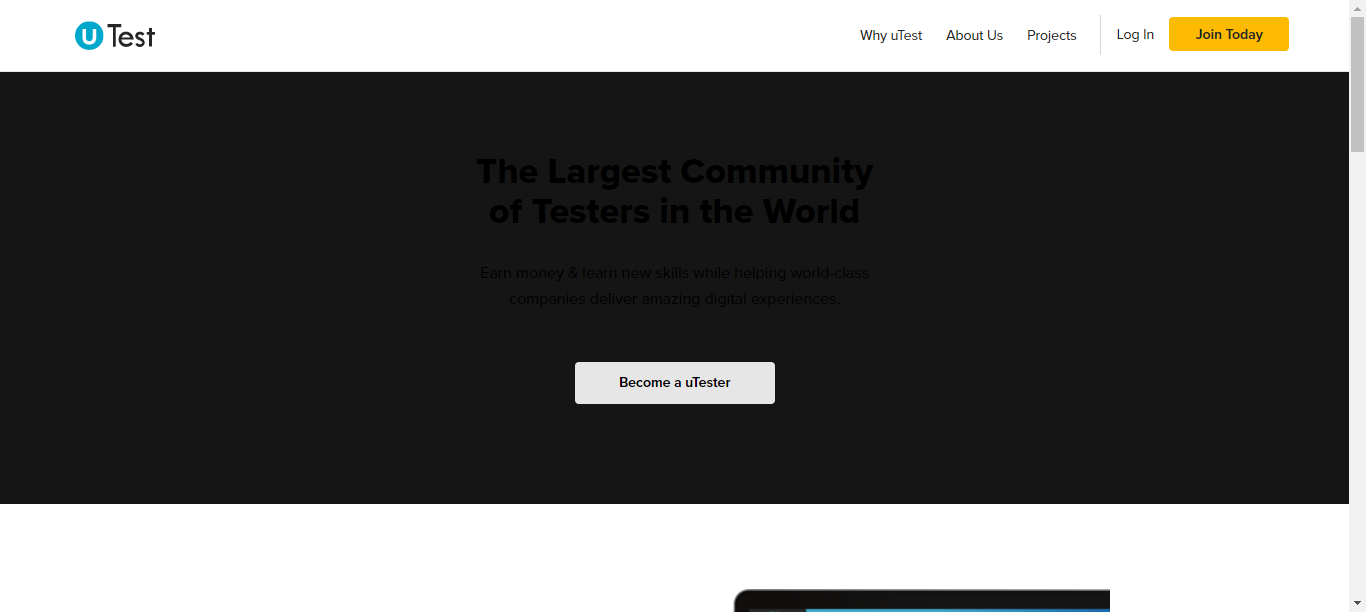 uTest
Why uTest
About Us
Projects
Log In
Join Today
The Largest Community
of Testers in the World
Earn money & learn new skills while helping world-class
companies deliver amazing digital experiences.
Become a uTester